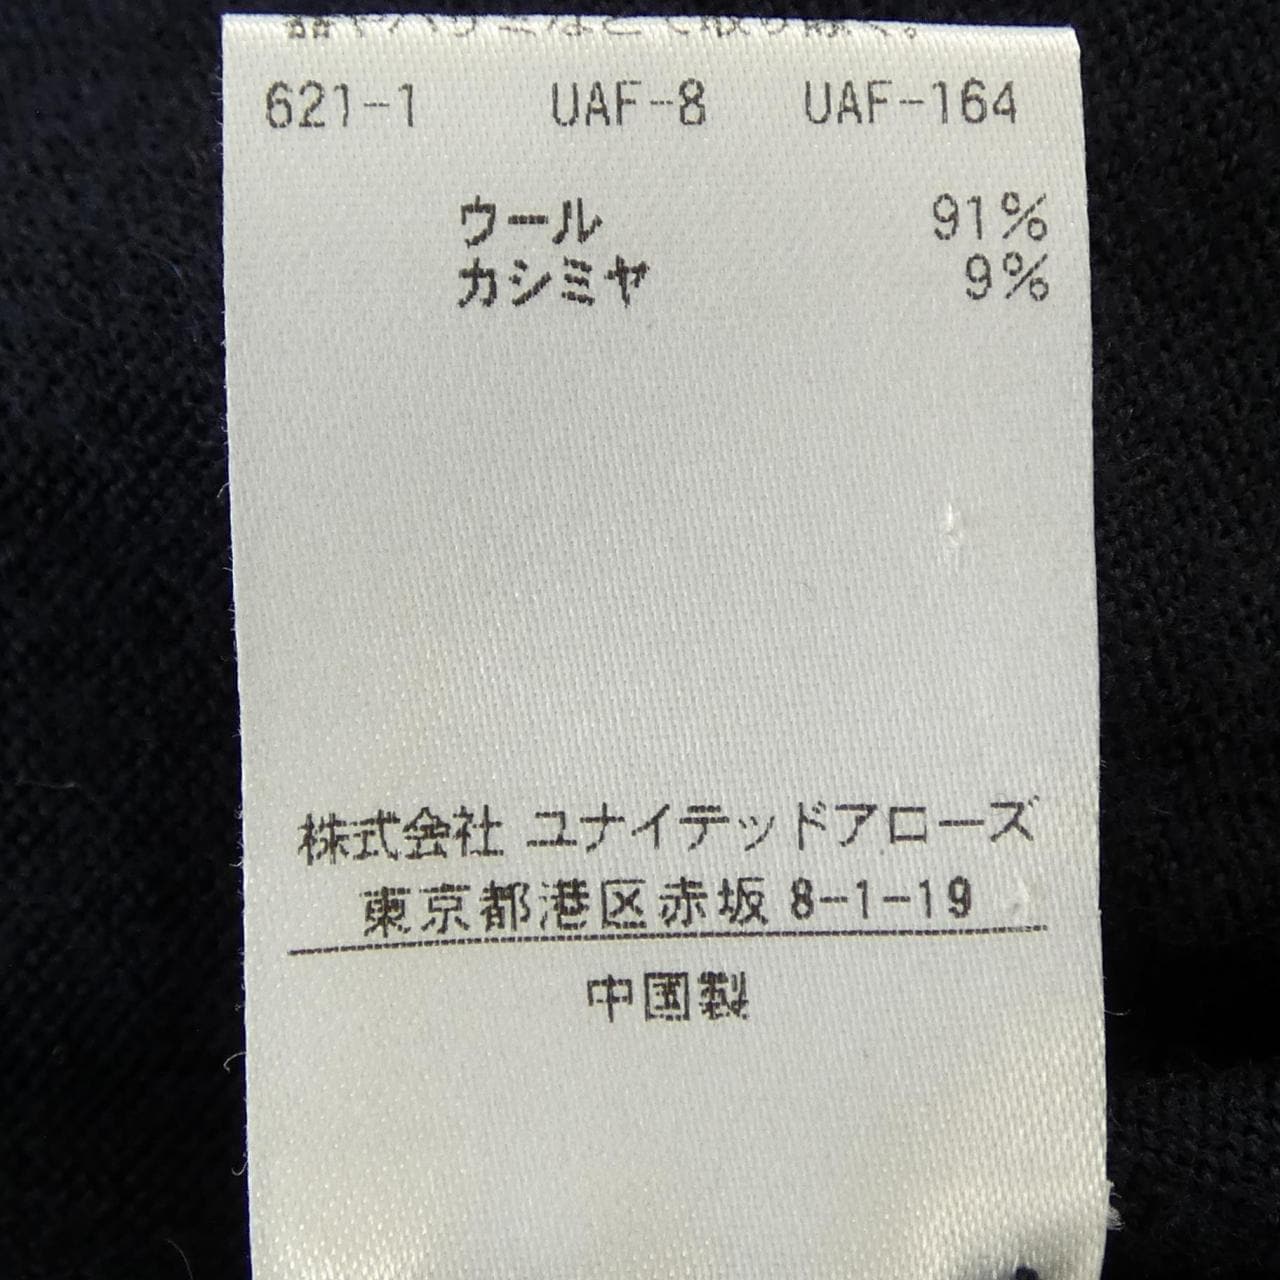 621-1 UAF-8 UAF-164
ウール 91%
カシミヤ 9%
株式会社 ユナイテッドアローズ
東京都港区赤坂 8-1-19
中国製